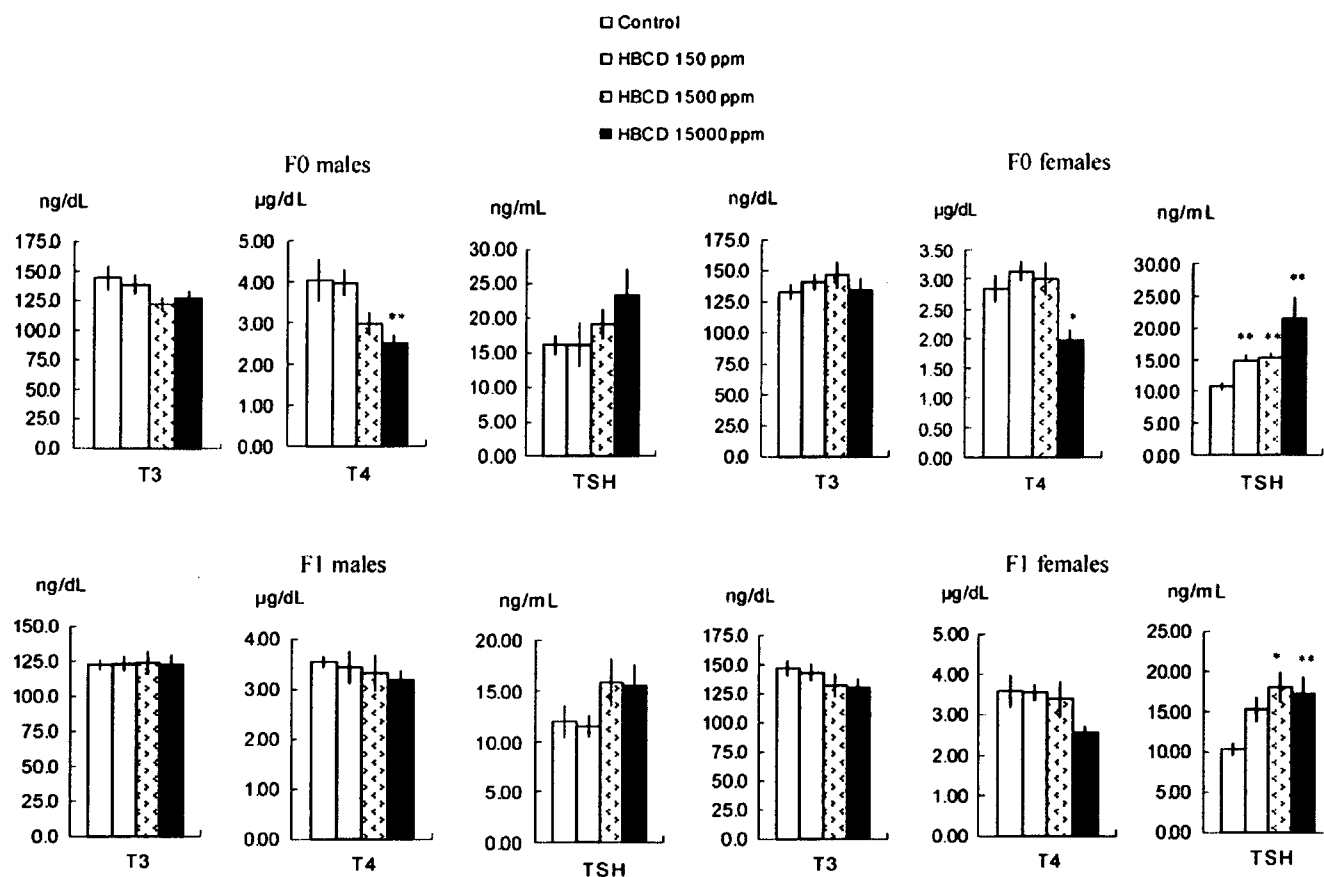 Control
HBCD 150 ppm
HBCD 1500 ppm
HBCD 15000 ppm
F0 males
F0 females
ng/dL
175.0
150.0
125.0
100.0
75.0
50.0
25.0
0.0
T3
µg/dL
5.00
4.00
3.00
2.00
1.00
0.00
**
T4
ng/mL
30.00
25.00
20.00
15.00
10.00
5.00
0.00
TSH
ng/dL
175.0
150.0
125.0
100.0
75.0
50.0
25.0
0.0
T3
µg/dL
3.50
3.00
2.50
2.00
1.50
1.00
0.50
0.00
*
T4
ng/mL
30.00
25.00
20.00
15.00
10.00
5.00
0.00
** ** **
TSH
F1 males
F1 females
ng/dL
150.0
125.0
100.0
75.0
50.0
25.0
0.0
T3
µg/dL
4.00
3.00
2.00
1.00
0.00
T4
ng/mL
20.00
15.00
10.00
5.00
0.00
TSH
ng/dL
175.0
150.0
125.0
100.0
75.0
50.0
25.0
0.0
T3
µg/dL
5.00
4.00
3.00
2.00
1.00
0.00
T4
ng/mL
25.00
20.00
15.00
10.00
5.00
0.00
* **
TSH